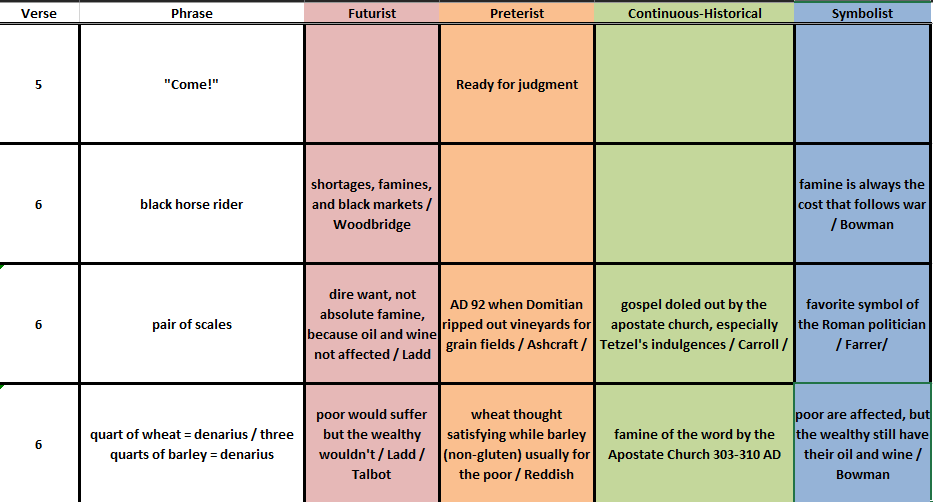 Verse Phrase Futurist Preterist Continuous-Historical Symbolist
5
"Come!"
Ready for judgment
6
black horse rider
shortages, famines,
and black markets /
Woodbridge
famine is always the
cost that follows war
/ Bowman
6
pair of scales
dire want, not
absolute famine,
because oil and wine
not affected / Ladd
AD 92 when Domitian
ripped out vineyards for
grain fields / Ashcraft /
gospel doled out by the
apostate church, especially
Tetzel's indulgences / Carroll /
favorite symbol of
the Roman politician
/ Farrer/
6
quart of wheat = denarius / three
quarts of barley = denarius
poor would suffer
but the wealthy
wouldn't / Ladd /
Talbot
wheat thought
satisfying while barley
(non-gluten) usually for
the poor / Reddish
famine of the word by the
Apostate Church 303-310 AD
poor are affected, but
the wealthy still have
their oil and wine /
Bowman